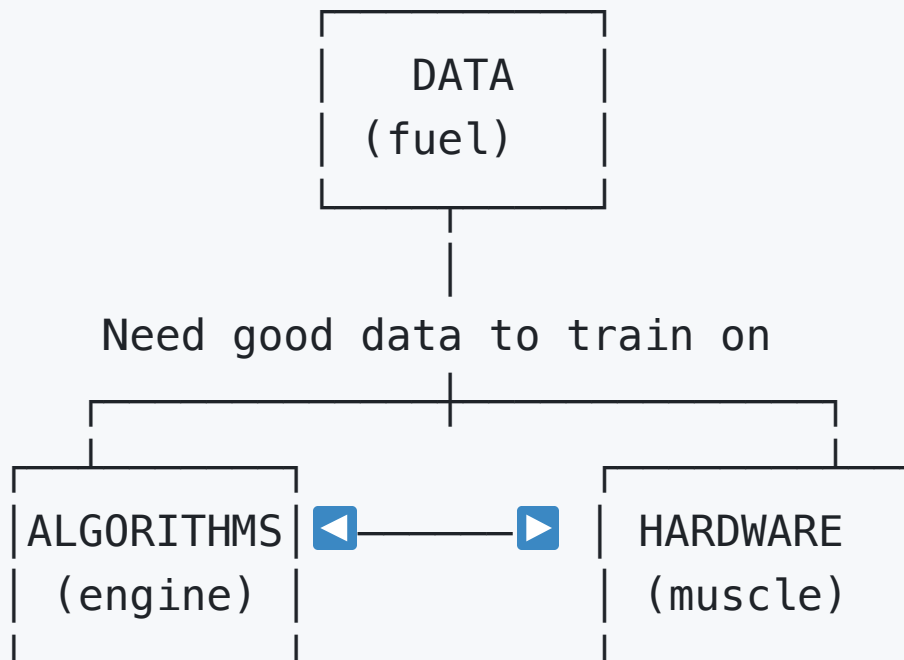 DATA
(fuel)
Need good data to train on
ALGORITHMS
(engine)
HARDWARE
(muscle)